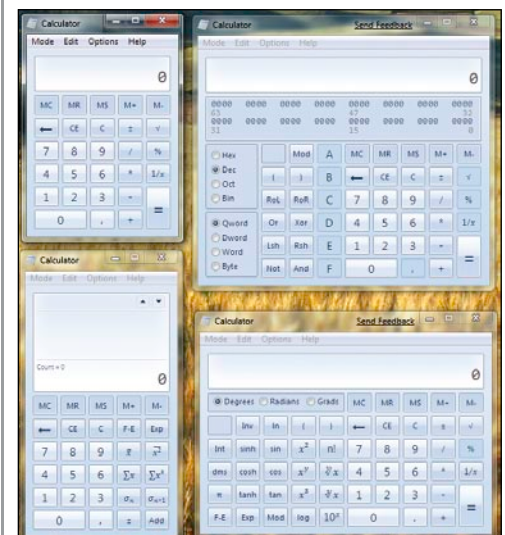 Calculator
Mode Edit Options Help
0
MC MR MS M+ M-
← CE C ± √
7 8 9 / %
4 5 6 * 1/x
1 2 3 - =
0 , +
Calculator Send Feedback
Mode Edit Options Help
0
0000 0000 0000 0000 0000 0000 0000 0000
63 47 32
0000 0000 0000 0000 0000 0000 0000 0000
31 15 0
Hex Mod A MC MR MS M+ M-
Dec ( ) B ← CE C ± √
Oct
Bin RoL RoR C 7 8 9 / %
Qword Or Xor D 4 5 6 * 1/x
Dword
Word Lsh Rsh E 1 2 3 - =
Byte Not And F 0 , +
Calculator
Mode Edit Options Help
Count = 0
0
MC MR MS M+ M-
← CE C F-E Exp
7 8 9 x̄ x̄²
4 5 6 Σx Σx²
1 2 3 σₙ σₙ₋₁
0 , ± Add
Calculator Send Feedback
Mode Edit Options Help
0
Degrees Radians Grads MC MR MS M+ M-
Inv ln ( ) ← CE C ± √
Int sinh sin x² n! 7 8 9 / %
dms cosh cos xʸ ʸ√x 4 5 6 * 1/x
π tanh tan x³ ³√x 1 2 3 - =
F-E Exp Mod log 10ˣ 0 , +